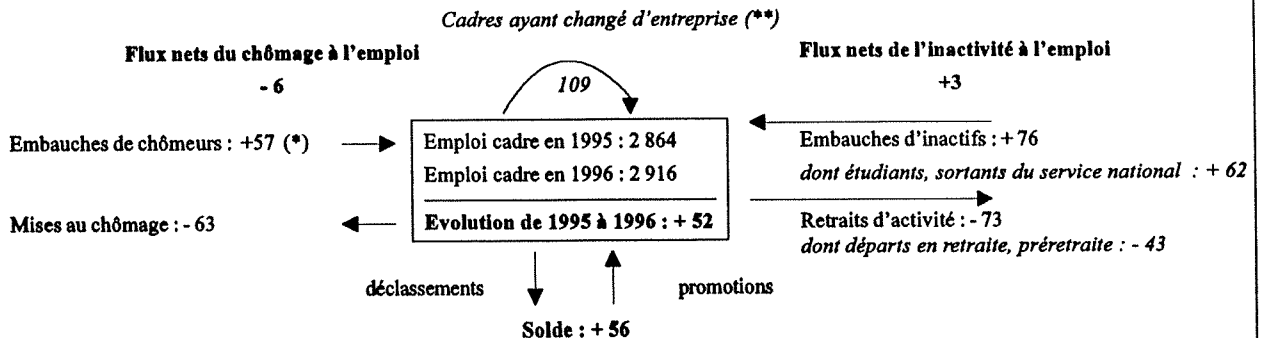 Cadres ayant changé d'entreprise (**)
Flux nets du chômage à l'emploi
- 6
109
Flux nets de l'inactivité à l'emploi
+3
Embauches de chômeurs : +57 (*)
Emploi cadre en 1995 : 2 864
Emploi cadre en 1996 : 2 916
Evolution de 1995 à 1996 : + 52
Embauches d'inactifs : + 76
dont étudiants, sortants du service national : + 62
Mises au chômage : - 63
Retraits d'activité : - 73
dont départs en retraite, préretraite : - 43
déclassements
promotions
Solde : + 56